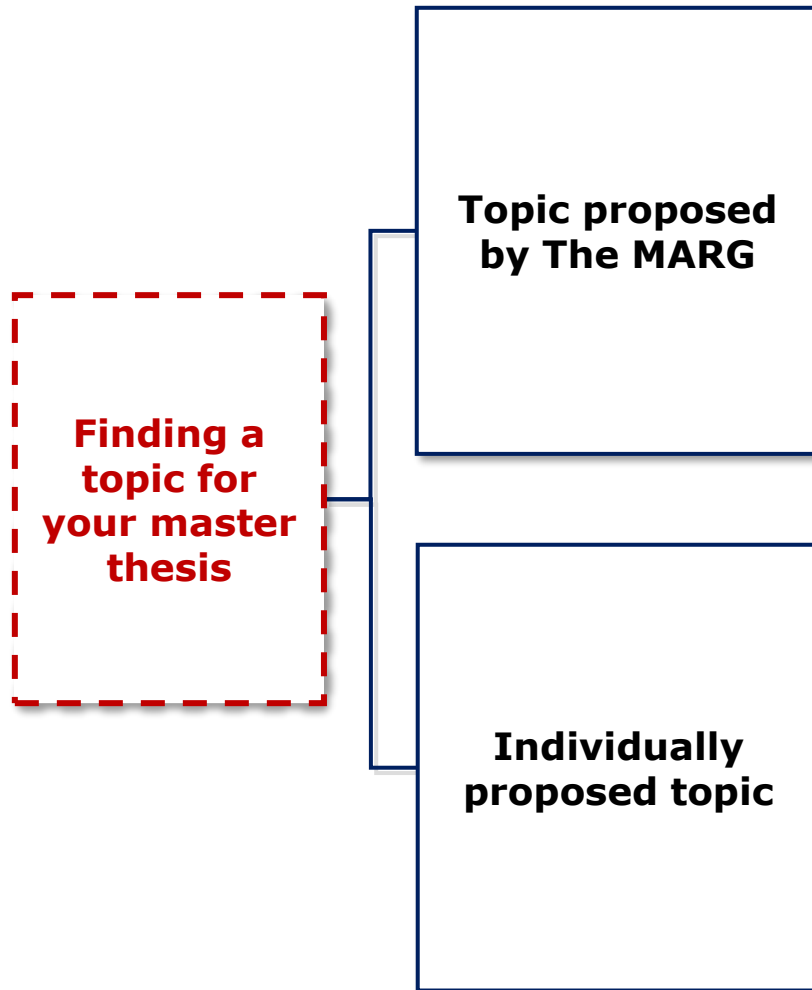 Topic proposed
by The MARG
Finding a
topic for
your master
thesis
Individually
proposed topic